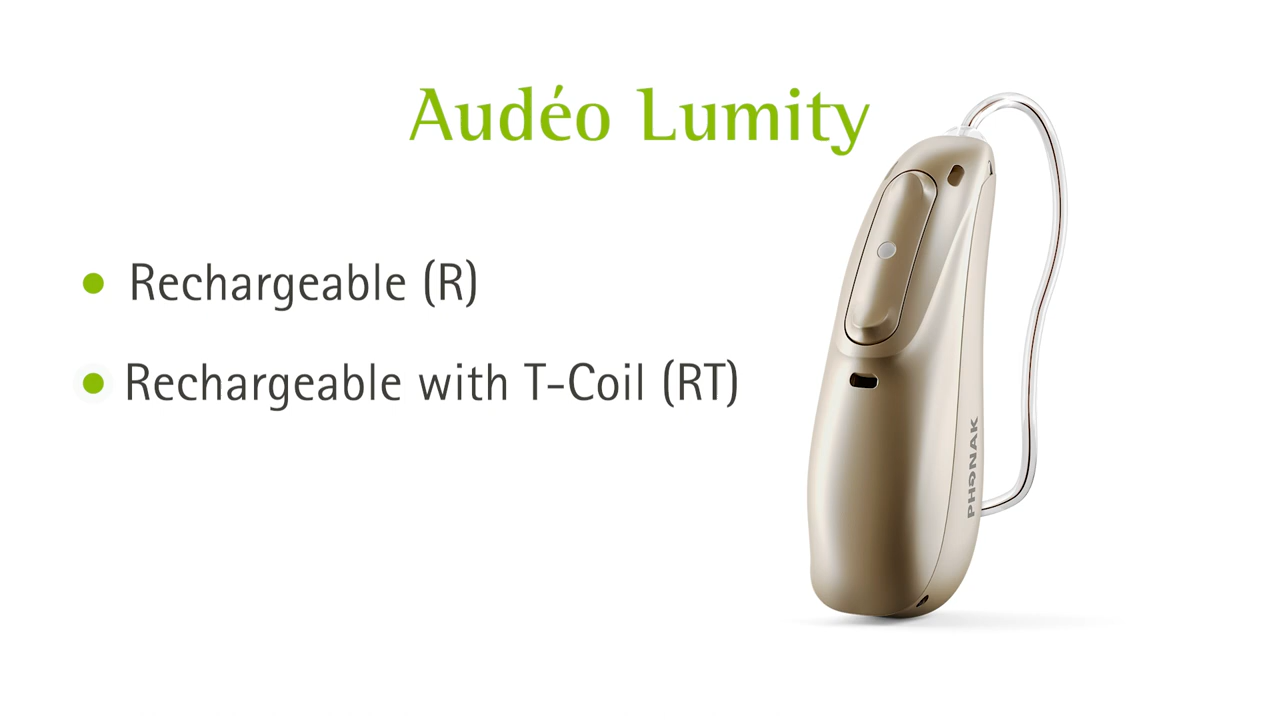 Audéo Lumity
Rechargeable (R)
Rechargeable with T-Coil (RT)
PHONAK